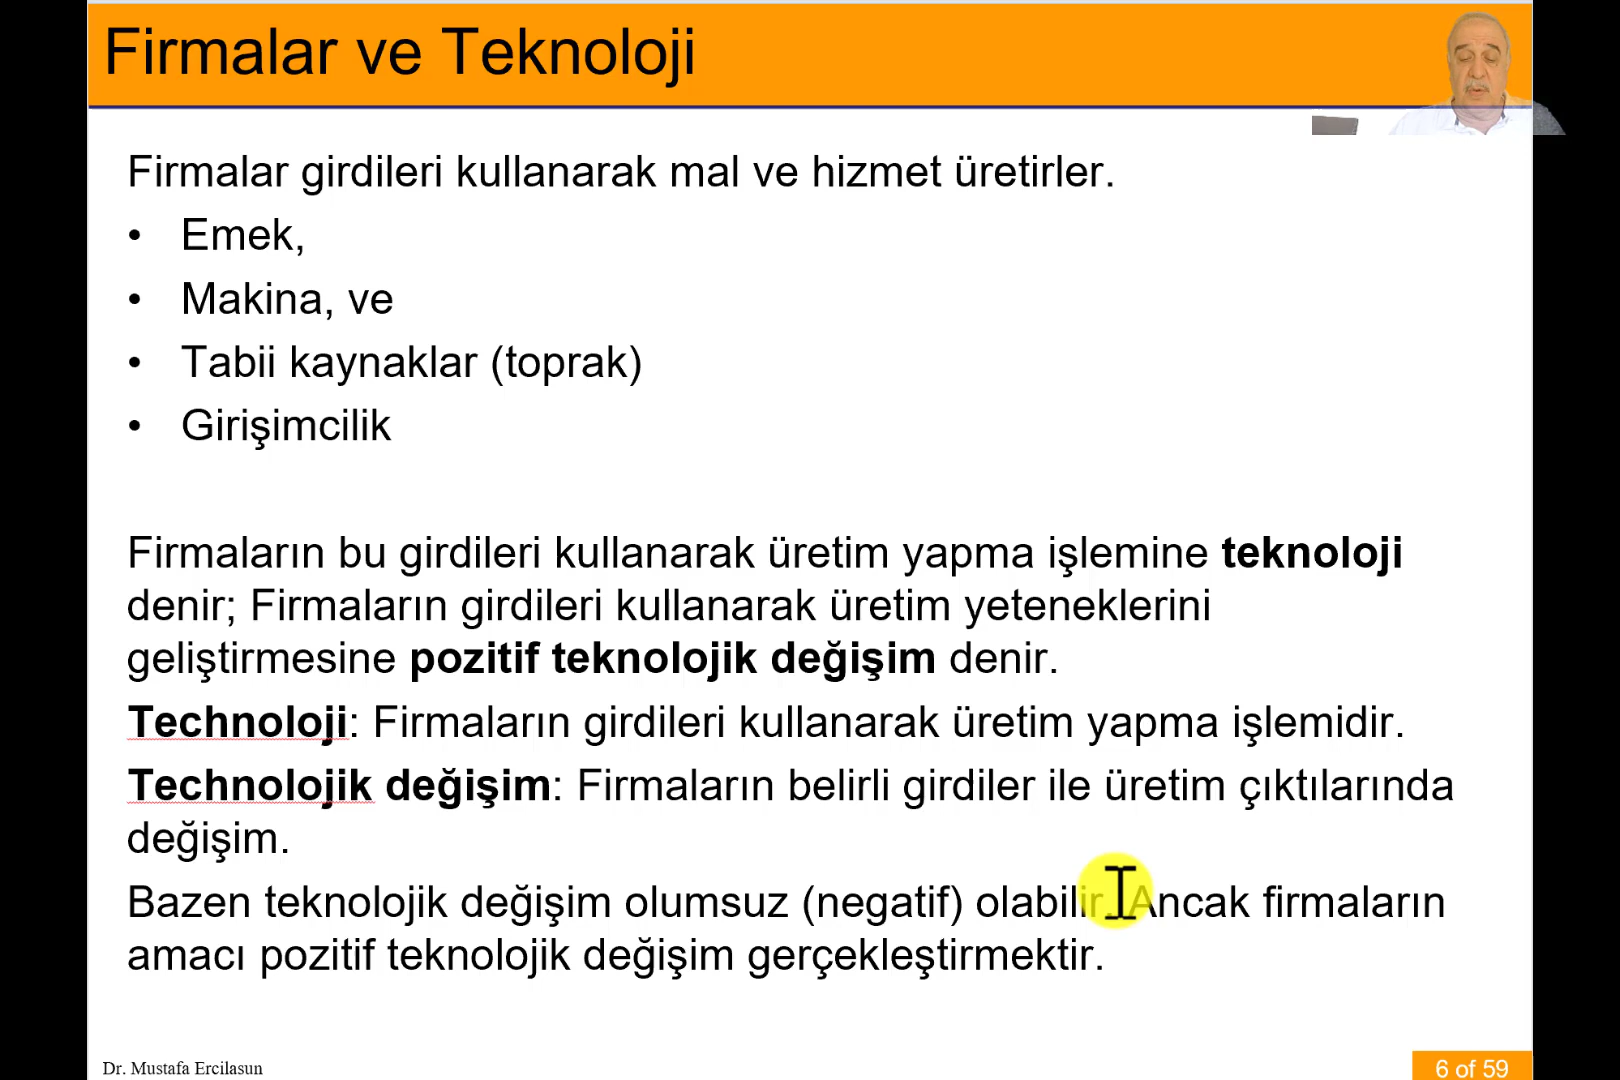 Firmalar ve Teknoloji
Firmalar girdileri kullanarak mal ve hizmet üretirler.
• Emek,
• Makina, ve
• Tabii kaynaklar (toprak)
• Girişimcilik
Firmaların bu girdileri kullanarak üretim yapma işlemine teknoloji
denir; Firmaların girdileri kullanarak üretim yeteneklerini
geliştirmesine pozitif teknolojik değişim denir.
Technoloji: Firmaların girdileri kullanarak üretim yapma işlemidir.
Technolojik değişim: Firmaların belirli girdiler ile üretim çıktılarında
değişim.
Bazen teknolojik değişim olumsuz (negatif) olabilir. Ancak firmaların
amacı pozitif teknolojik değişim gerçekleştirmektir.
Dr. Mustafa Ercilasun
6 of 59